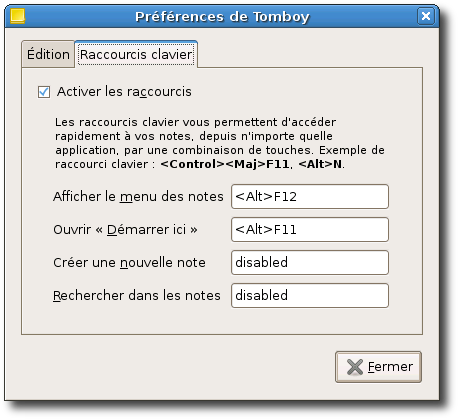 Préférences de Tomboy
Édition
Raccourcis clavier
Activer les raccourcis
Les raccourcis clavier vous permettent d'accéder
rapidement à vos notes, depuis n'importe quelle
application, par une combinaison de touches. Exemple de
raccourci clavier : <Control><Maj>F11, <Alt>N.
Afficher le menu des notes <Alt>F12
Ouvrir « Démarrer ici » <Alt>F11
Créer une nouvelle note disabled
Rechercher dans les notes disabled
Fermer